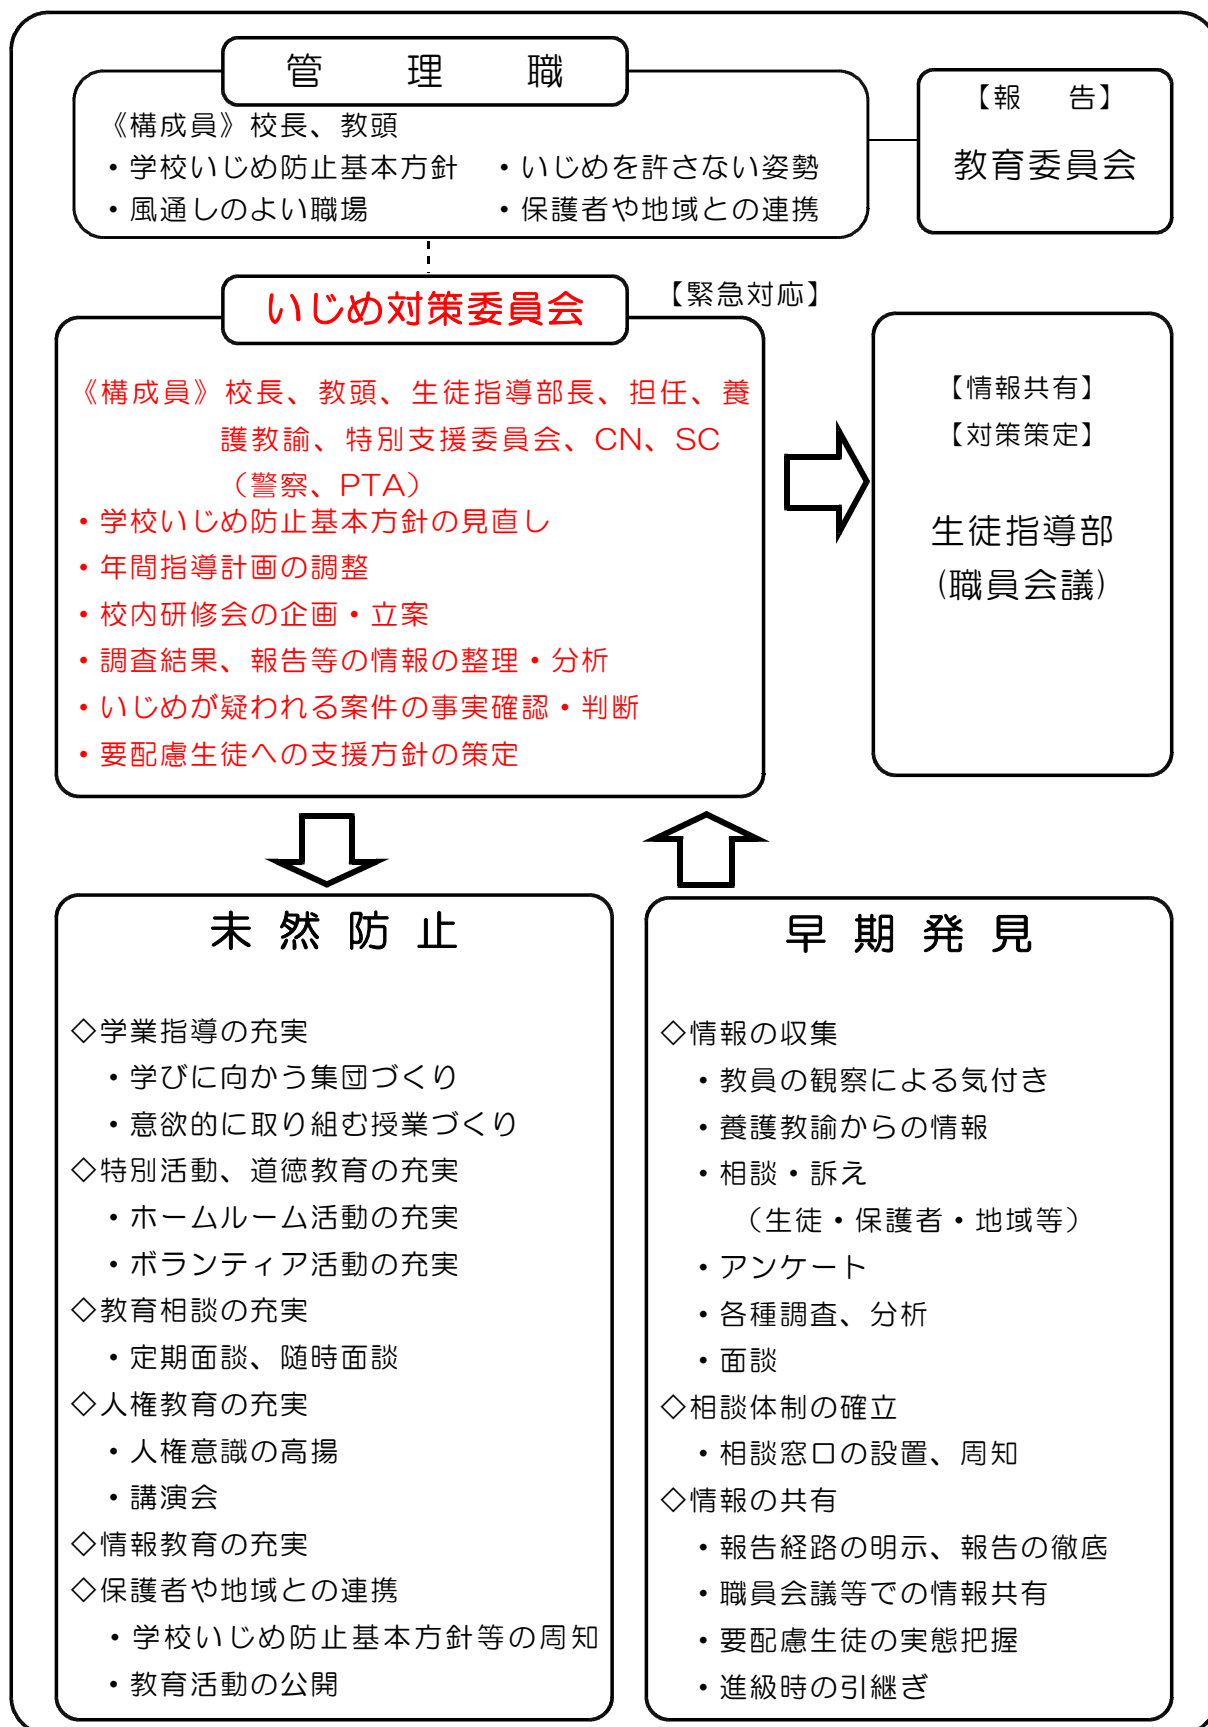 管　理　職
《構成員》校長、教頭
・学校いじめ防止基本方針　・いじめを許さない姿勢
・風通しのよい職場　・保護者や地域との連携
【報　告】
教育委員会
いじめ対策委員会
【緊急対応】
《構成員》校長、教頭、生徒指導部長、担任、養
護教諭、特別支援委員会、CN、SC
（警察、PTA）
・学校いじめ防止基本方針の見直し
・年間指導計画の調整
・校内研修会の企画・立案
・調査結果、報告等の情報の整理・分析
・いじめが疑われる案件の事実確認・判断
・要配慮生徒への支援方針の策定
【情報共有】
【対策策定】
生徒指導部
(職員会議)
未然防止
◇学業指導の充実
・学びに向かう集団づくり
・意欲的に取り組む授業づくり
◇特別活動、道徳教育の充実
・ホームルーム活動の充実
・ボランティア活動の充実
◇教育相談の充実
・定期面談、随時面談
◇人権教育の充実
・人権意識の高揚
・講演会
◇情報教育の充実
◇保護者や地域との連携
・学校いじめ防止基本方針等の周知
・教育活動の公開
早期発見
◇情報の収集
・教員の観察による気付き
・養護教諭からの情報
・相談・訴え
（生徒・保護者・地域等）
・アンケート
・各種調査、分析
・面談
◇相談体制の確立
・相談窓口の設置、周知
◇情報の共有
・報告経路の明示、報告の徹底
・職員会議等での情報共有
・要配慮生徒の実態把握
・進級時の引継ぎ